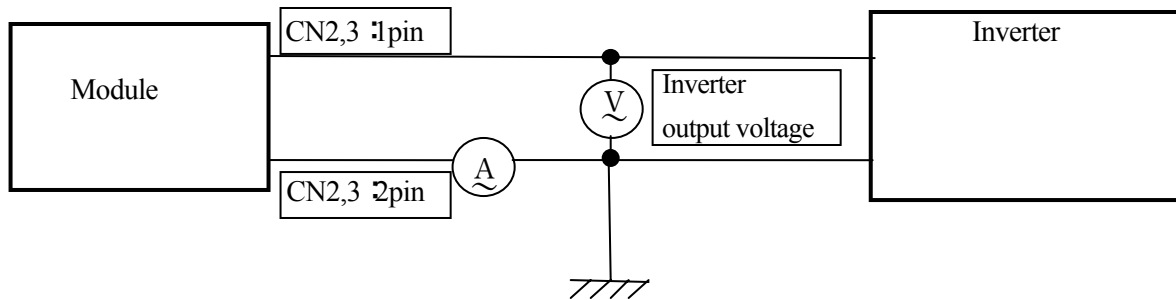 CN2,3 :1pin
Inverter
Module
Inverter
output voltage
V
~
A
~
CN2,3 :2pin